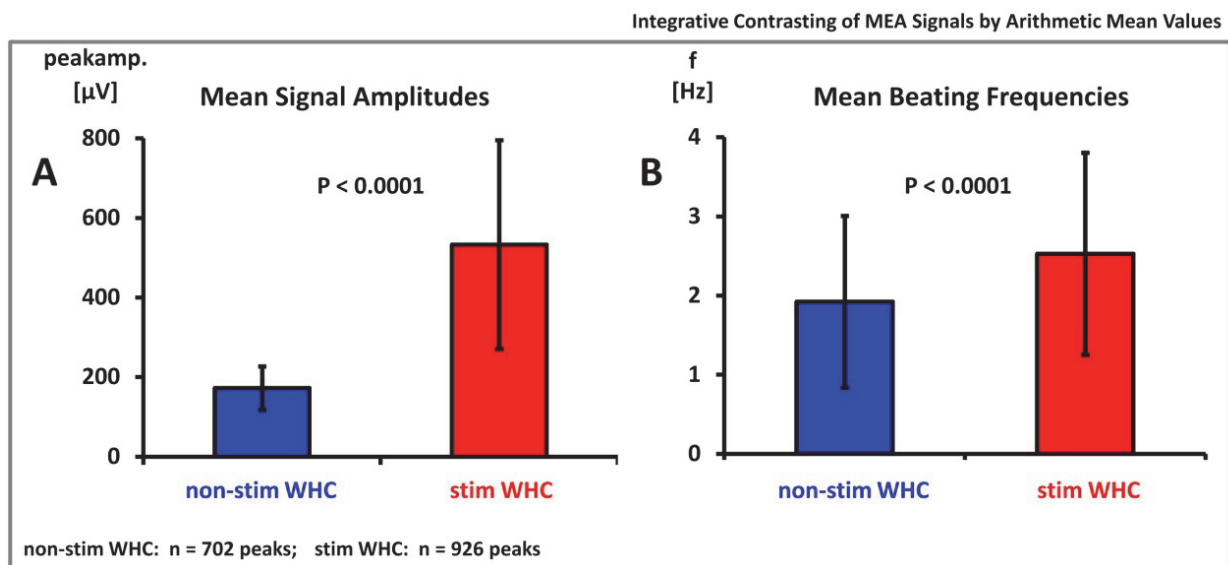 Integrative Contrasting of MEA Signals by Arithmetic Mean Values
peakamp.
[µV]
Mean Signal Amplitudes
A
P < 0.0001
800
600
400
200
0
non-stim WHC
stim WHC
f
[Hz]
Mean Beating Frequencies
B
P < 0.0001
4
3
2
1
0
non-stim WHC
stim WHC
non-stim WHC: n = 702 peaks; stim WHC: n = 926 peaks